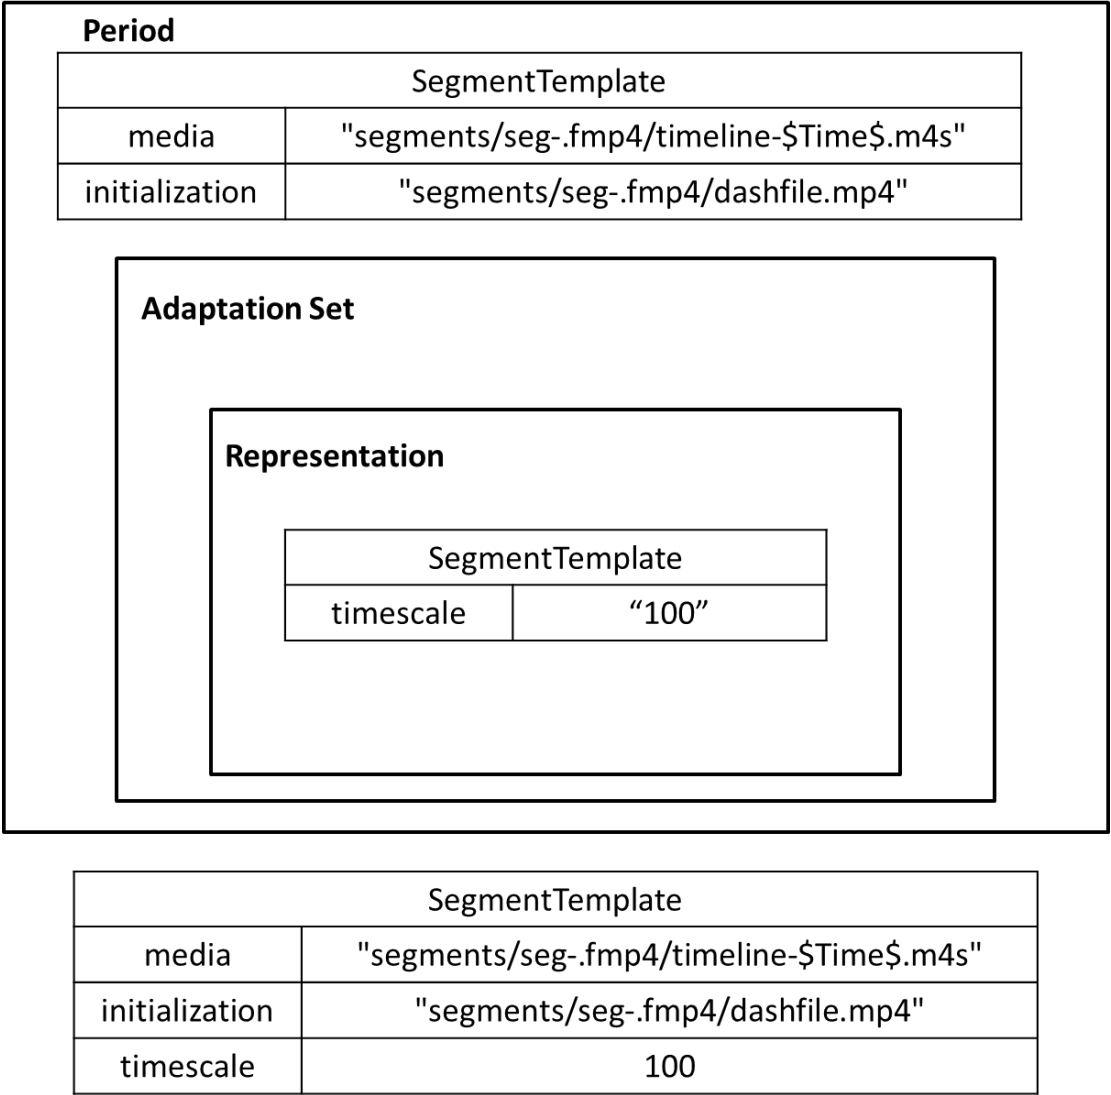 Period
SegmentTemplate
media "segments/seg-.fmp4/timeline-$Time$.m4s"
initialization "segments/seg-.fmp4/dashfile.mp4"
Adaptation Set
Representation
SegmentTemplate
timescale “100”
SegmentTemplate
media "segments/seg-.fmp4/timeline-$Time$.m4s"
initialization "segments/seg-.fmp4/dashfile.mp4"
timescale 100